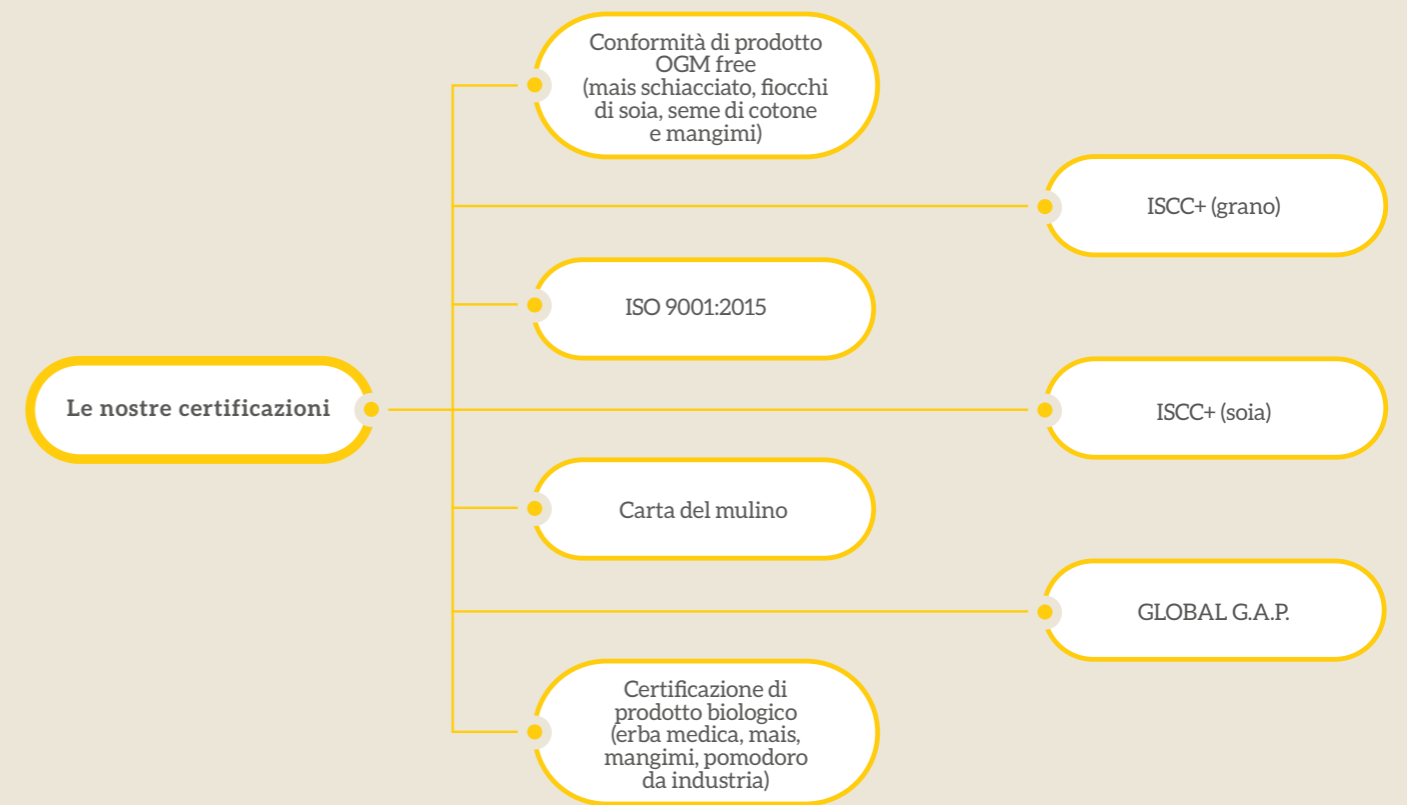 Conformità di prodotto
OGM free
(mais schiacciato, fiocchi
di soia, seme di cotone
e mangimi)
ISCC+ (grano)
ISO 9001:2015
Le nostre certificazioni
ISCC+ (soia)
Carta del mulino
GLOBAL G.A.P.
Certificazione di
prodotto biologico
(erba medica, mais,
mangimi, pomodoro
da industria)